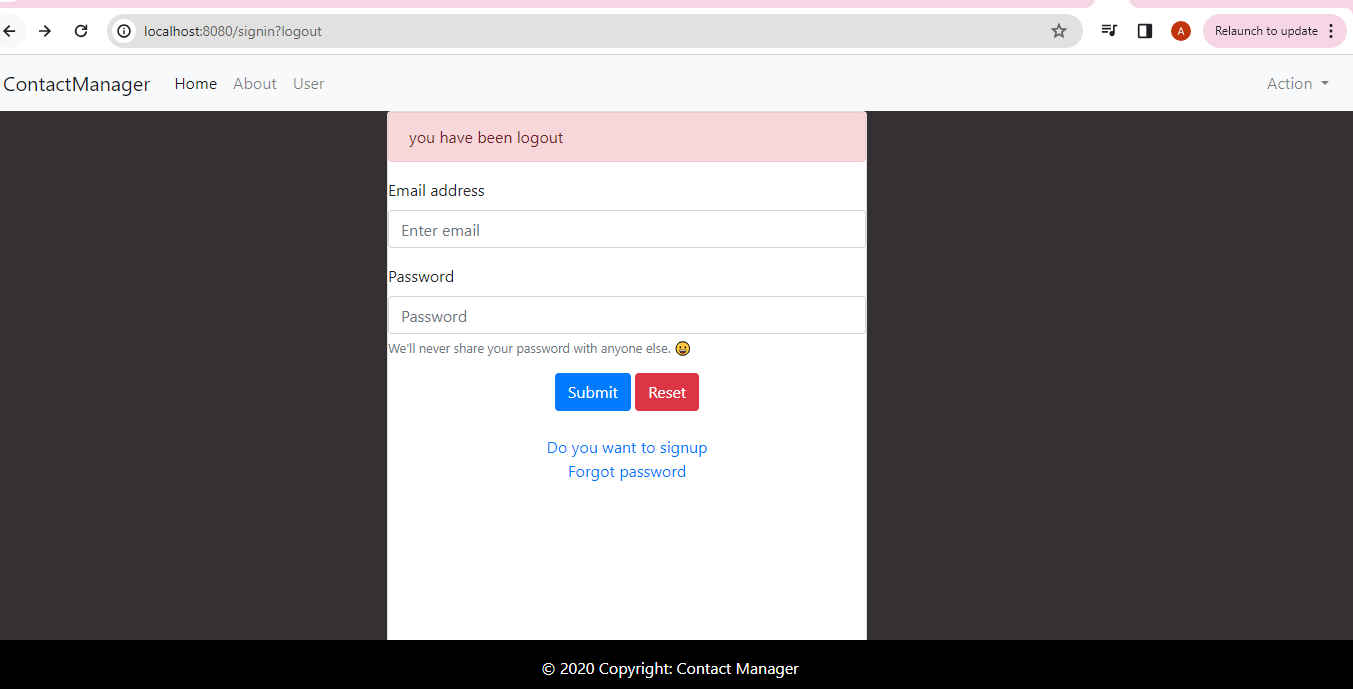 localhost:8080/signin?logout
A
Relaunch to update
ContactManager Home About User Action
you have been logout
Email address
Enter email
Password
Password
We'll never share your password with anyone else. 😀
Submit Reset
Do you want to signup
Forgot password
© 2020 Copyright: Contact Manager